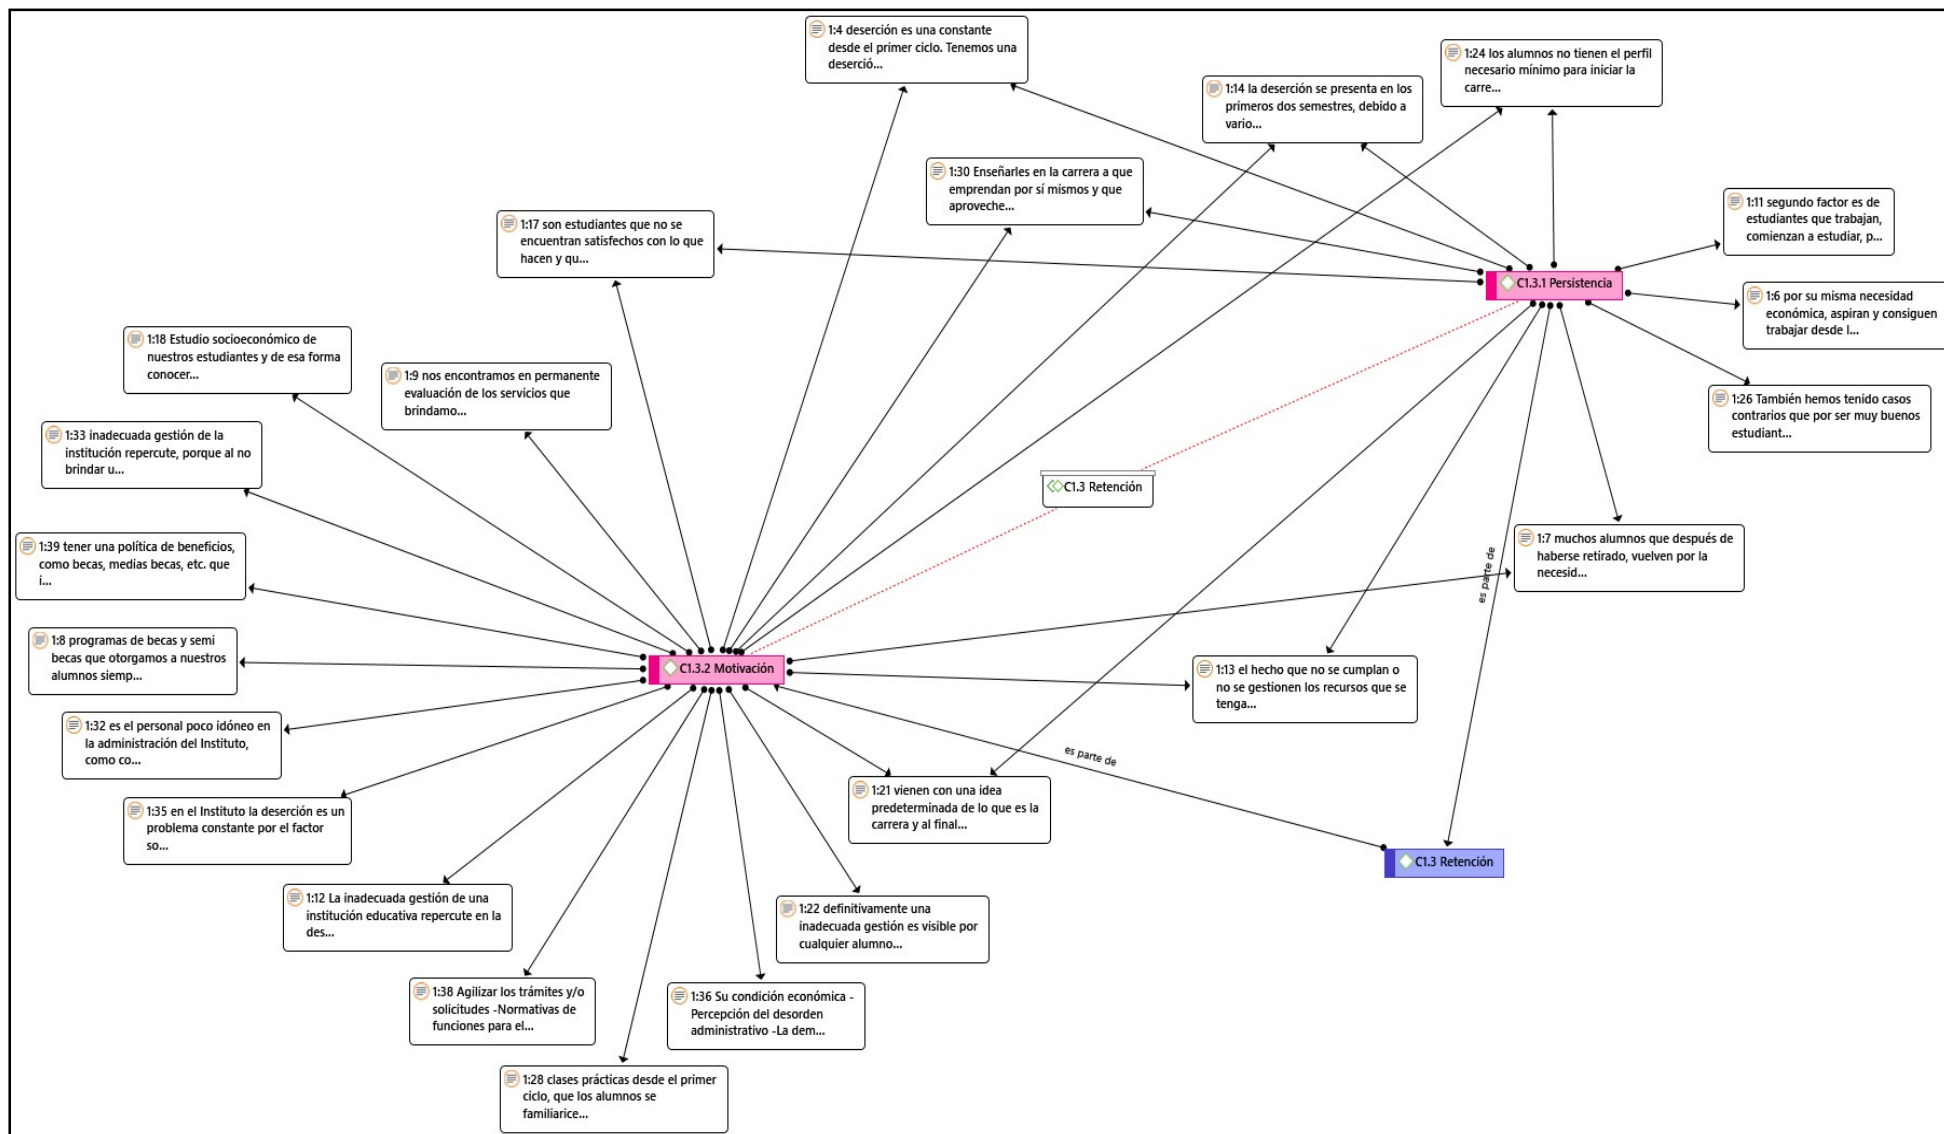 1:4 deserción es una constante
desde el primer ciclo. Tenemos una
deserció...
1:24 los alumnos no tienen el perfil
necesario mínimo para iniciar la
carre...
1:14 la deserción se presenta en los
primeros dos semestres, debido a
vario...
1:30 Enseñarles en la carrera a que
emprendan por sí mismos y que
aproveche...
1:11 segundo factor es de
estudiantes que trabajan,
comienzan a estudiar, p...
1:17 son estudiantes que no se
encuentran satisfechos con lo que
hacen y qu...
C1.3.1 Persistencia
1:6 por su misma necesidad
económica, aspiran y consiguen
trabajar desde l...
1:18 Estudio socioeconómico de
nuestros estudiantes y de esa forma
conocer...
1:9 nos encontramos en permanente
evaluación de los servicios que
brindamo...
1:26 También hemos tenido casos
contrarios que por ser muy buenos
estudiant...
1:33 inadecuada gestión de la
institución repercute, porque al no
brindar u...
C1.3 Retención
1:39 tener una política de beneficios,
como becas, medias becas, etc. que
i...
1:7 muchos alumnos que después de
haberse retirado, vuelven por la
necesid...
es parte de
1:8 programas de becas y semi
becas que otorgamos a nuestros
alumnos siemp...
C1.3.2 Motivación
1:13 el hecho que no se cumplan o
no se gestionen los recursos que se
tenga...
1:32 es el personal poco idóneo en
la administración del Instituto,
como co...
es parte de
1:35 en el Instituto la deserción es un
problema constante por el factor
so...
1:21 vienen con una idea
predeterminada de lo que es la
carrera y al final...
C1.3 Retención
1:12 La inadecuada gestión de una
institución educativa repercute en la
des...
1:22 definitivamente una
inadecuada gestión es visible por
cualquier alumno...
1:38 Agilizar los trámites y/o
solicitudes -Normativas de
funciones para el...
1:36 Su condición económica -
Percepción del desorden
administrativo -La dem...
1:28 clases prácticas desde el primer
ciclo, que los alumnos se
familiarice...